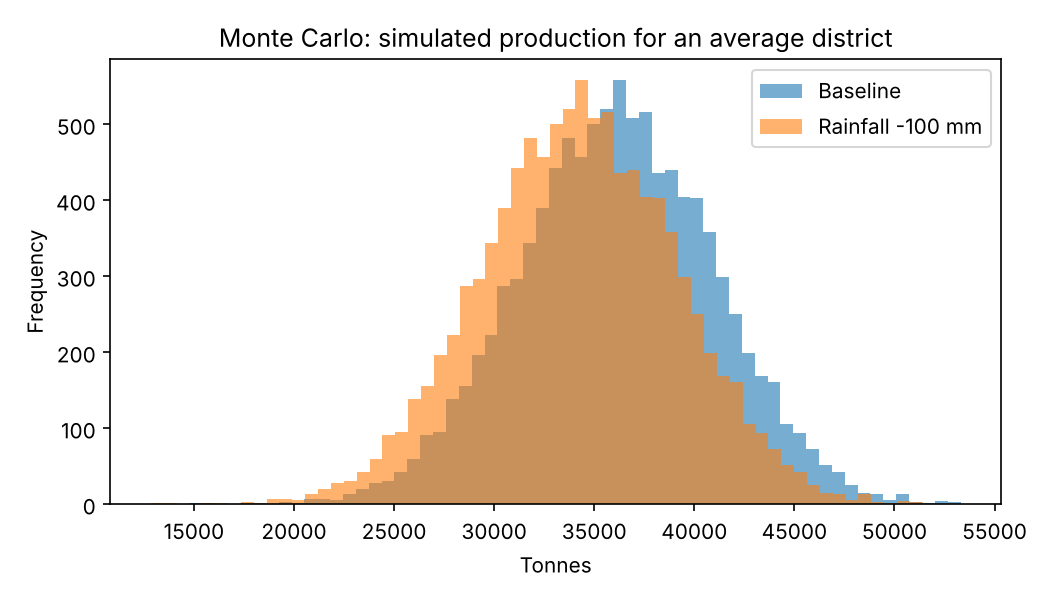 Monte Carlo: simulated production for an average district
Baseline
Rainfall -100 mm
Frequency
500
400
300
200
100
0
15000 20000 25000 30000 35000 40000 45000 50000 55000
Tonnes